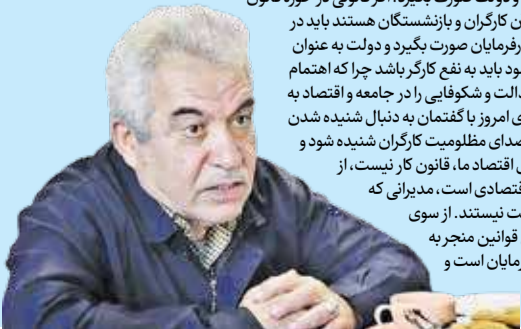 و دولت صورت بگیرد. اگر قانونی در حوزه قانون
ن کارگران و بازنشستگان هستند باید در
رفرمایان صورت بگیرد و دولت به عنوان
ود باید به نفع کارگر باشد چرا که اهتمام
دالت و شکوفایی را در جامعه و اقتصاد به
ی امروز با گفتمان به دنبال شنیده شدن
صدای مظلومیت کارگران شنیده شود و
اقتصاد ما، قانون کار نیست، از
قتصادی است، مدیرانی که
ت نیستند. از سوی
قوانین منجر به
رمایان است و